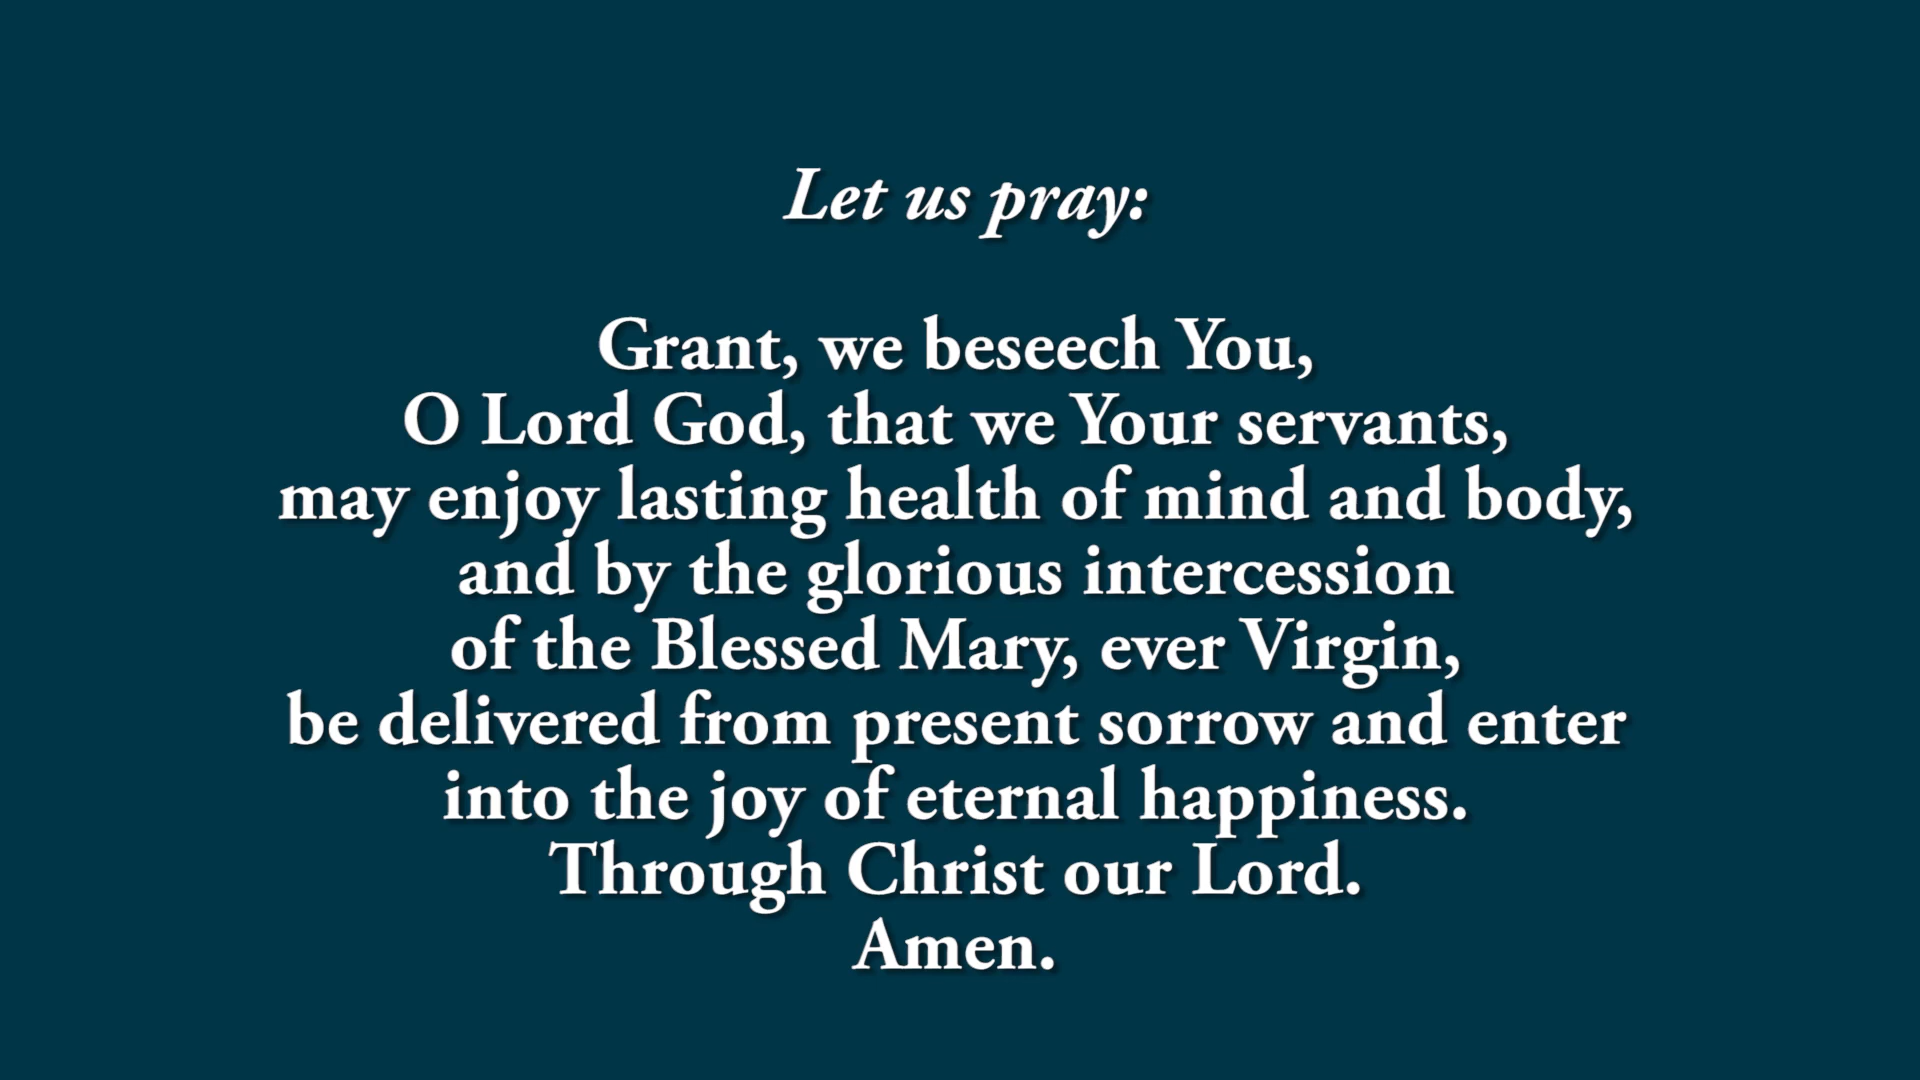 Let us pray:
Grant, we beseech You,
O Lord God, that we Your servants,
may enjoy lasting health of mind and body,
and by the glorious intercession
of the Blessed Mary, ever Virgin,
be delivered from present sorrow and enter
into the joy of eternal happiness.
Through Christ our Lord.
Amen.